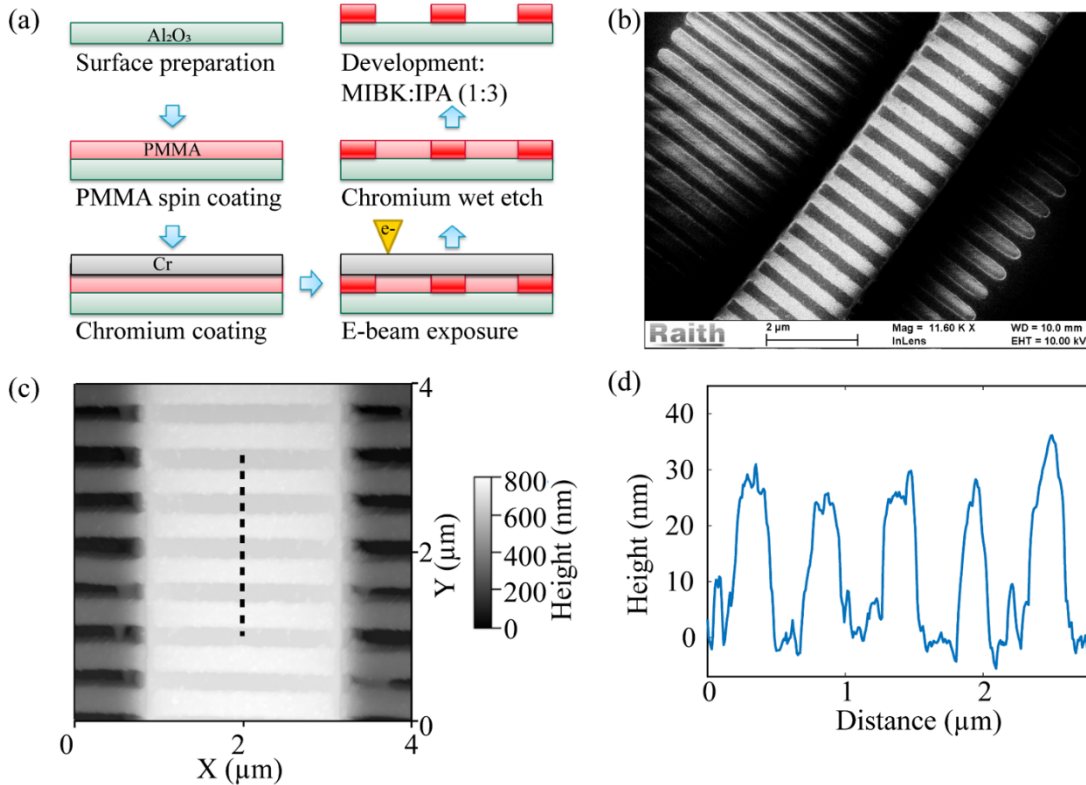 (a)
Al₂O₃
Surface preparation
PMMA
PMMA spin coating
Cr
Chromium coating
e-
E-beam exposure
Chromium wet etch
Development:
MIBK:IPA (1:3)
(b)
Raith
2 µm
Mag = 11.60 K X
WD = 10.0 mm
InLens
EHT = 10.00 kV
(c)
4
2
0
Y (µm)
0
2
4
X (µm)
800
600
400
200
0
Height (nm)
(d)
40
30
20
10
0
Height (nm)
0
1
2
Distance (µm)